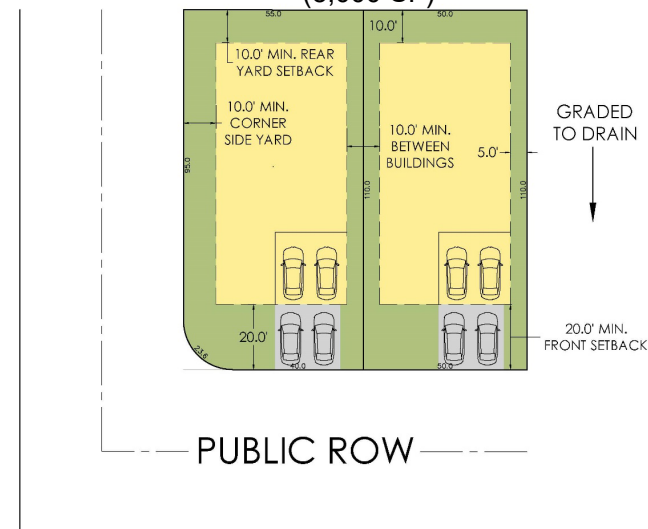 55.0
50.0
10.0'
10.0' MIN. REAR
YARD SETBACK
10.0' MIN.
CORNER
SIDE YARD
10.0' MIN.
BETWEEN
BUILDINGS
5.0'
GRADED
TO DRAIN
95.0
110.0
110.0
20.0'
20.0' MIN.
FRONT SETBACK
23.6
40.0
50.0
PUBLIC ROW